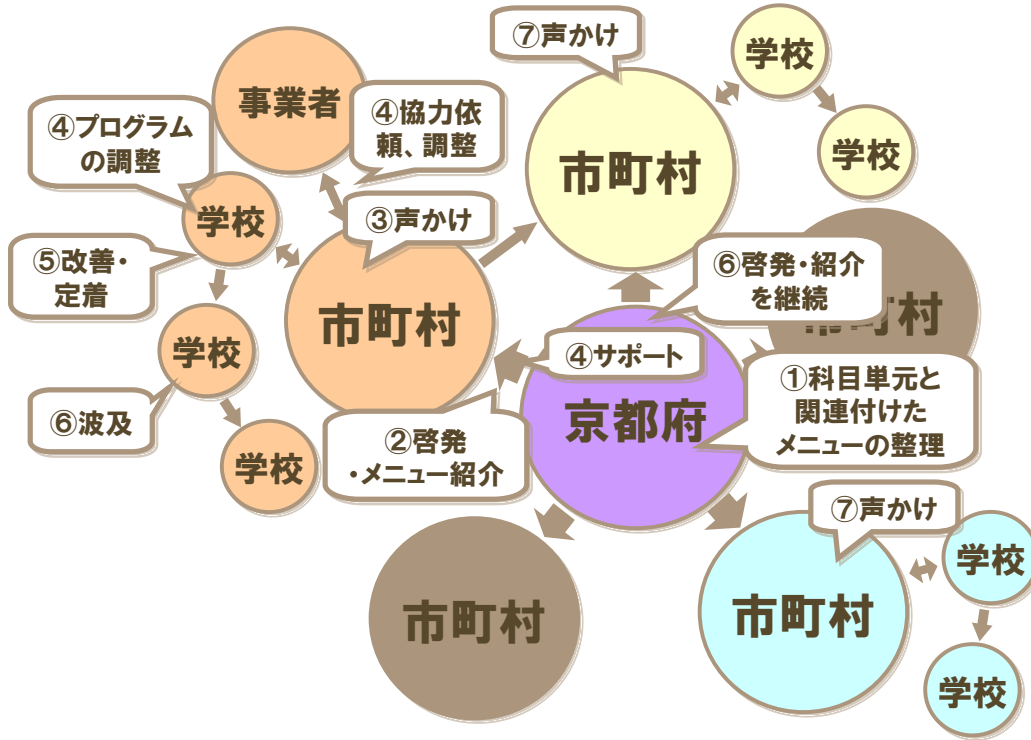 ⑦声かけ
学校
事業者
④プログラム
の調整
④協力依
頼、調整
学校
市町村
学校
③声かけ
⑤改善・
定着
⑥啓発・紹介
を継続
市町村
町村
学校
④サポート
①科目単元と
関連付けた
メニューの整理
⑥波及
②啓発
・メニュー紹介
京都府
学校
⑦声かけ
学校
市町村
市町村
学校